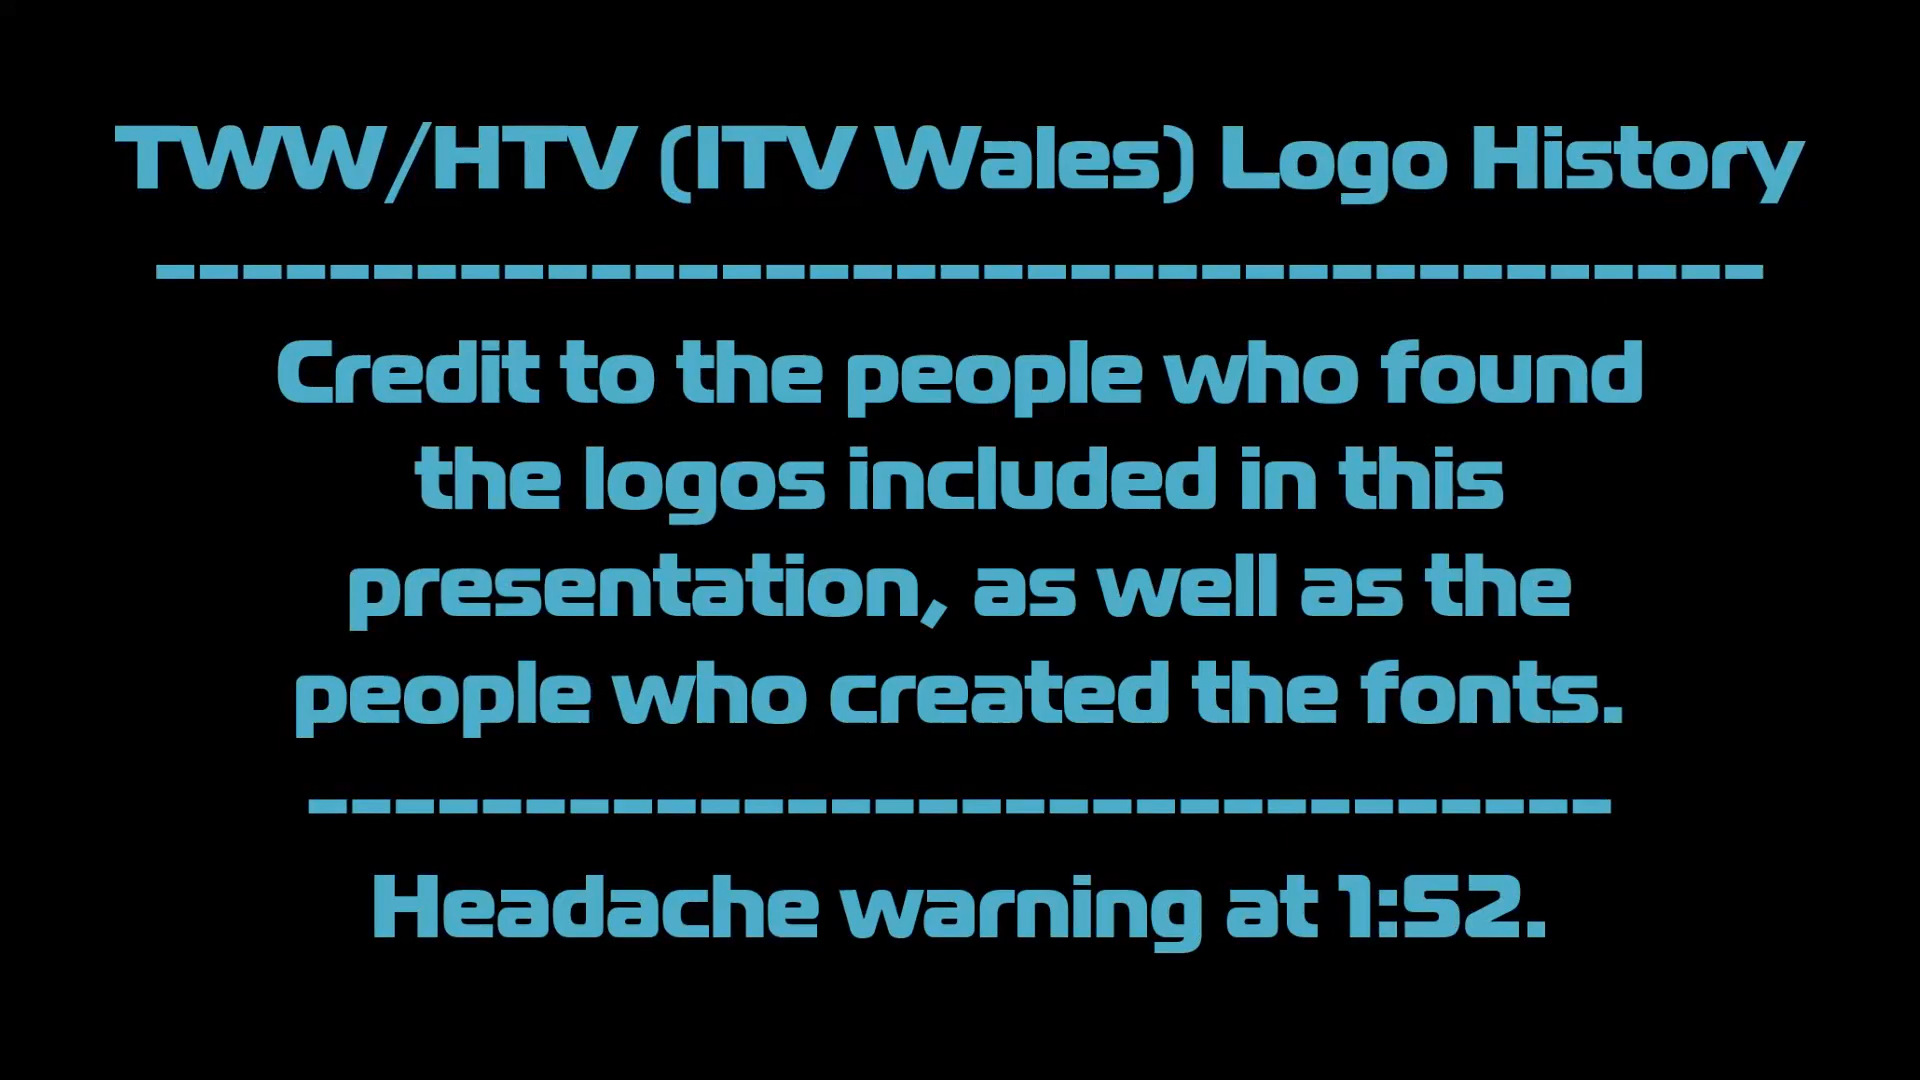 TWW/HTV (ITV Wales) Logo History
-------------------------------------
Credit to the people who found
the logos included in this
presentation, as well as the
people who created the fonts.
------------------------------
Headache warning at 1:52.